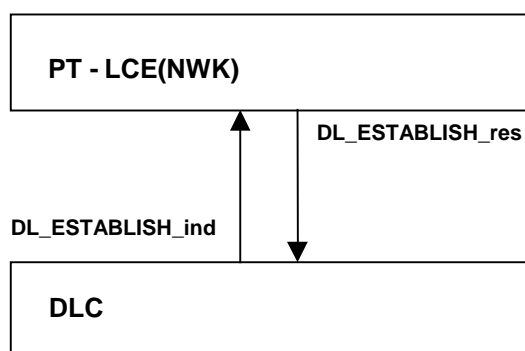 PT - LCE(NWK)
DL_ESTABLISH_res
DL_ESTABLISH_ind
DLC